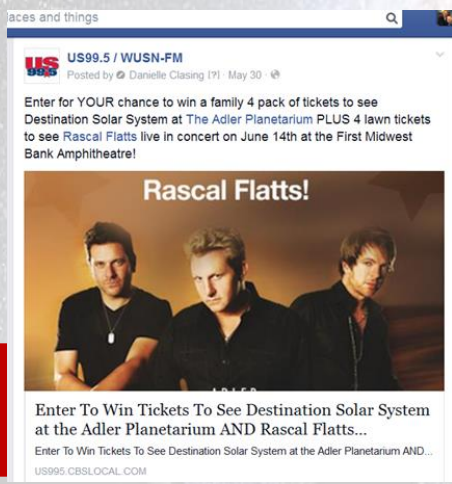 aces and things
US
99.5
US99.5 / WUSN-FM
Posted by Danielle Clasing [?] · May 30 ·
Enter for YOUR chance to win a family 4 pack of tickets to see
Destination Solar System at The Adler Planetarium PLUS 4 lawn tickets
to see Rascal Flatts live in concert on June 14th at the First Midwest
Bank Amphitheatre!
Rascal Flatts!
ADLER
Enter To Win Tickets To See Destination Solar System
at the Adler Planetarium AND Rascal Flatts...
Enter To Win Tickets To See Destination Solar System at the Adler Planetarium AND...
US995.CBSLOCAL.COM